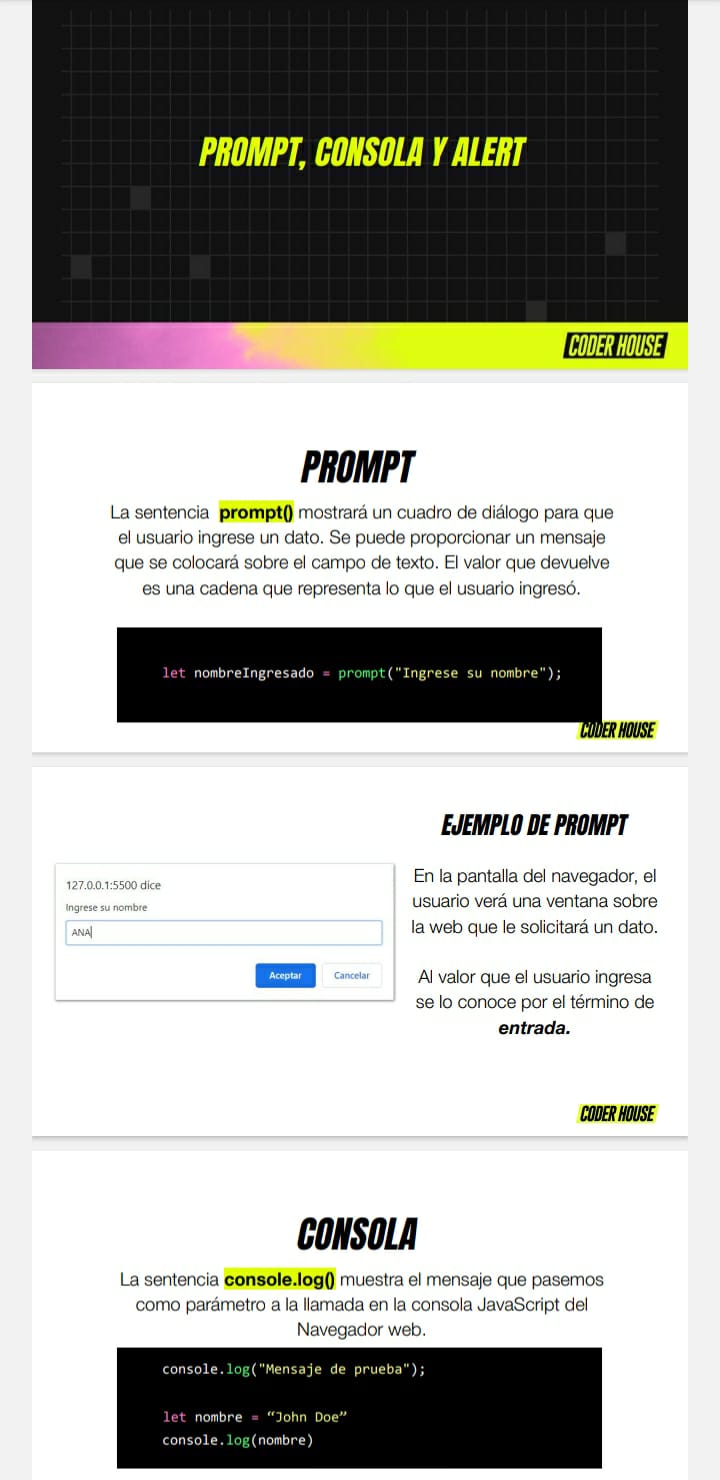 PROMPT, CONSOLA Y ALERT
CODER HOUSE
PROMPT
La sentencia prompt() mostrará un cuadro de diálogo para que
el usuario ingrese un dato. Se puede proporcionar un mensaje
que se colocará sobre el campo de texto. El valor que devuelve
es una cadena que representa lo que el usuario ingresó.
let nombreIngresado = prompt("Ingrese su nombre");
CODER HOUSE
EJEMPLO DE PROMPT
127.0.0.1:5500 dice
Ingrese su nombre
ANA
Aceptar
Cancelar
En la pantalla del navegador, el
usuario verá una ventana sobre
la web que le solicitará un dato.
Al valor que el usuario ingresa
se lo conoce por el término de
entrada.
CODER HOUSE
CONSOLA
La sentencia console.log() muestra el mensaje que pasemos
como parámetro a la llamada en la consola JavaScript del
Navegador web.
console.log("Mensaje de prueba");
let nombre = “John Doe”
console.log(nombre)